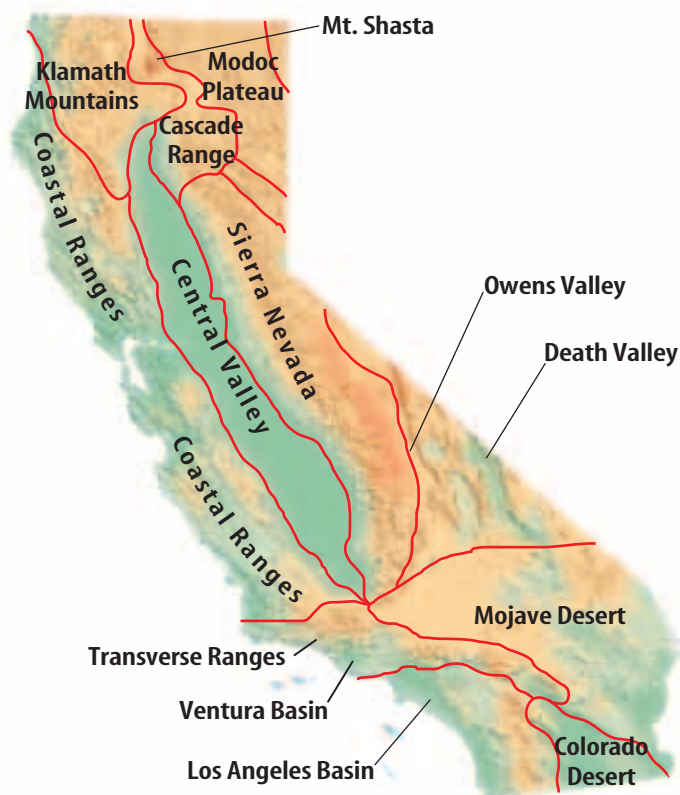 Mt. Shasta
Klamath
Mountains
Modoc
Plateau
Cascade
Range
Coastal Ranges
Central Valley
Sierra Nevada
Owens Valley
Death Valley
Coastal Ranges
Mojave Desert
Transverse Ranges
Ventura Basin
Los Angeles Basin
Colorado
Desert